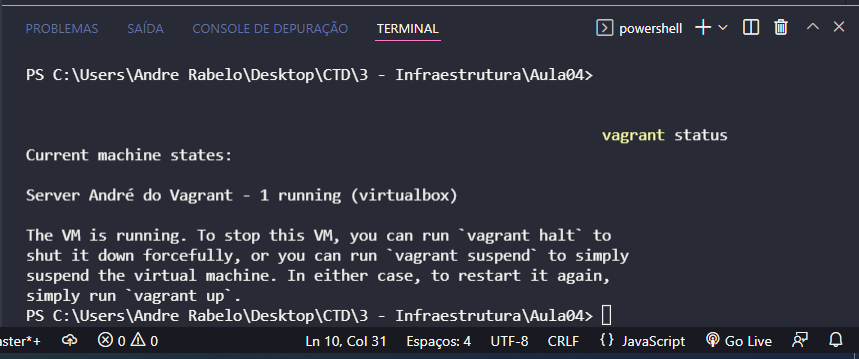 PROBLEMAS SAÍDA CONSOLE DE DEPURAÇÃO TERMINAL powershell
PS C:\Users\Andre Rabelo\Desktop\CTD\3 - Infraestrutura\Aula04>
vagrant status
Current machine states:
Server André do Vagrant - 1 running (virtualbox)
The VM is running. To stop this VM, you can run `vagrant halt` to
shut it down forcefully, or you can run `vagrant suspend` to simply
suspend the virtual machine. In either case, to restart it again,
simply run `vagrant up`.
PS C:\Users\Andre Rabelo\Desktop\CTD\3 - Infraestrutura\Aula04>
aster*+ 0 0 Ln 10, Col 31 Espaços: 4 UTF-8 CRLF {} JavaScript Go Live